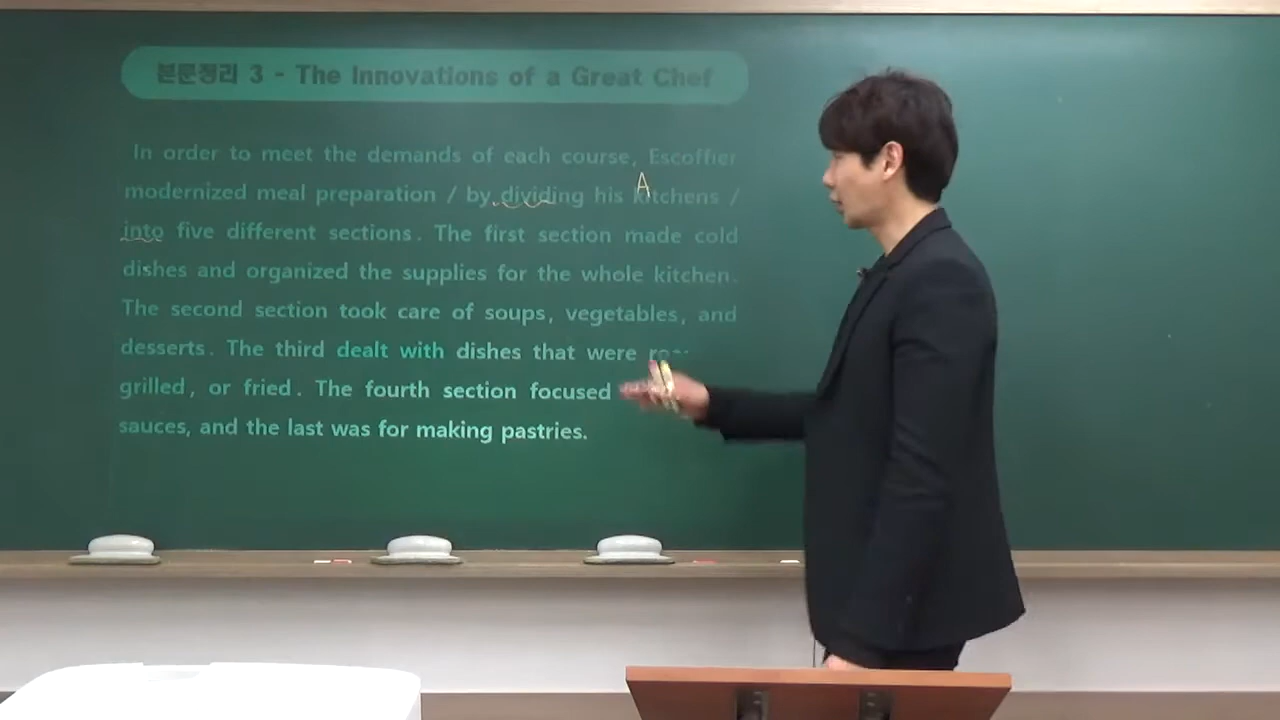 본문정리 3 - The Innovations of a Great Chef
In order to meet the demands of each course, Escoffier
A
modernized meal preparation / by dividing his kitchens /
into five different sections. The first section made cold
dishes and organized the supplies for the whole kitchen.
The second section took care of soups, vegetables, and
desserts. The third dealt with dishes that were
grilled, or fried. The fourth section focused
sauces, and the last was for making pastries.